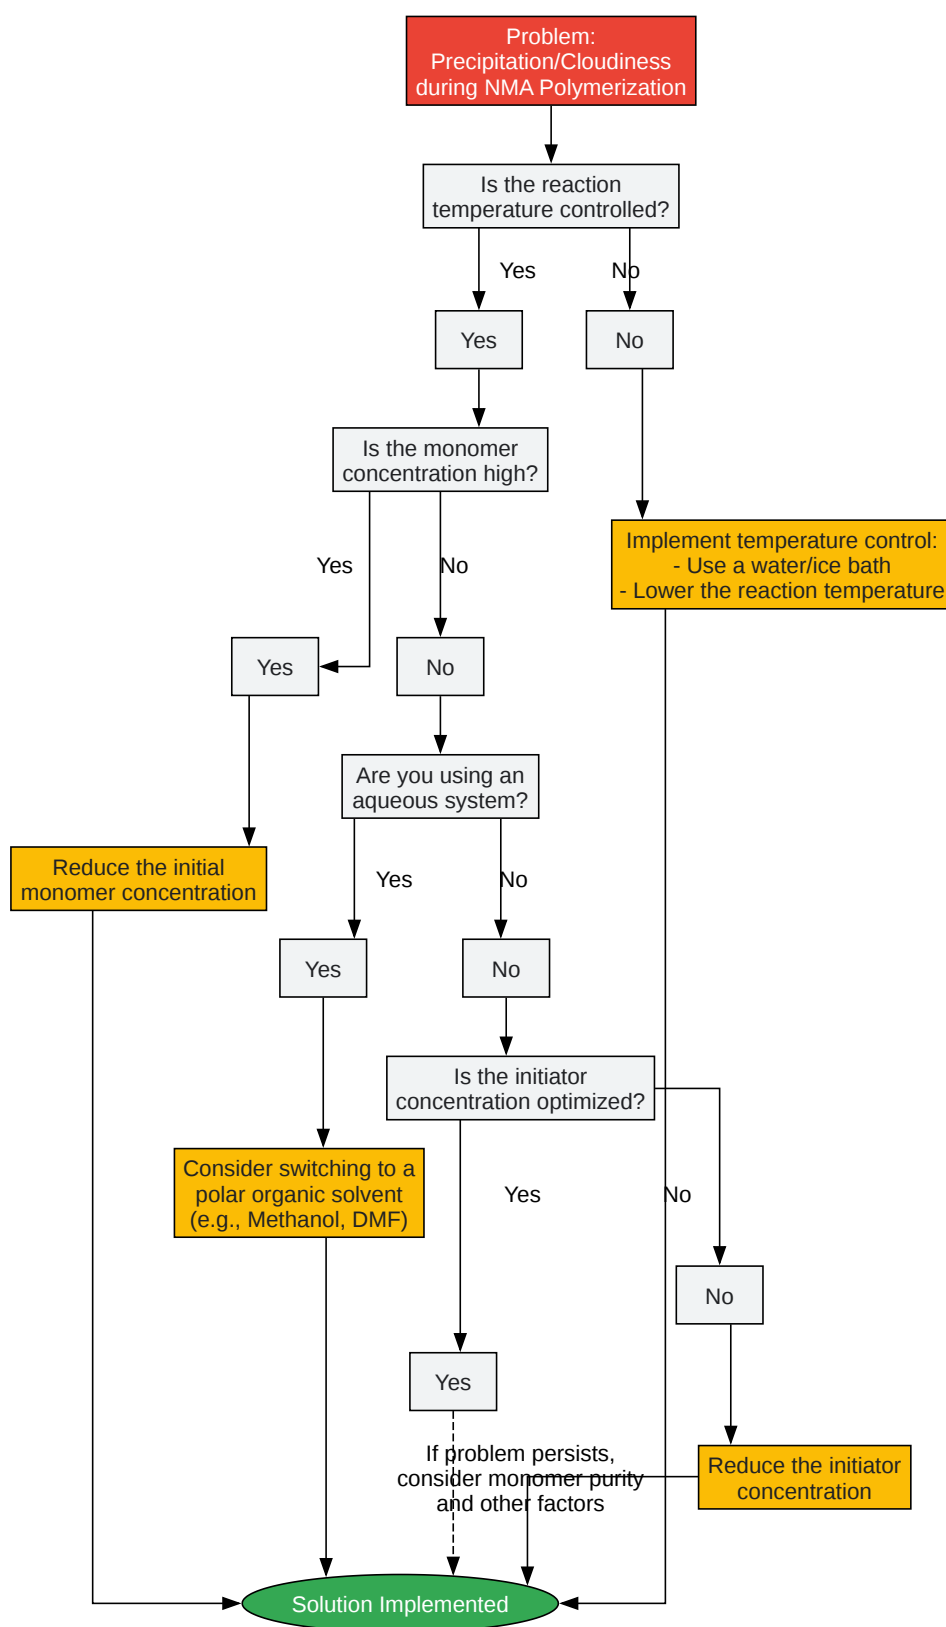 Problem:
Precipitation/Cloudiness
during NMA Polymerization
Is the reaction
temperature controlled?
Yes
No
Yes
No
Is the monomer
concentration high?
Implement temperature control:
- Use a water/ice bath
- Lower the reaction temperature
Yes
No
Yes
No
Are you using an
aqueous system?
Reduce the initial
monomer concentration
Yes
No
Yes
No
Is the initiator
concentration optimized?
Consider switching to a
polar organic solvent
(e.g., Methanol, DMF)
Yes
No
No
Yes
If problem persists,
consider monomer purity
and other factors
Reduce the initiator
concentration
Solution Implemented